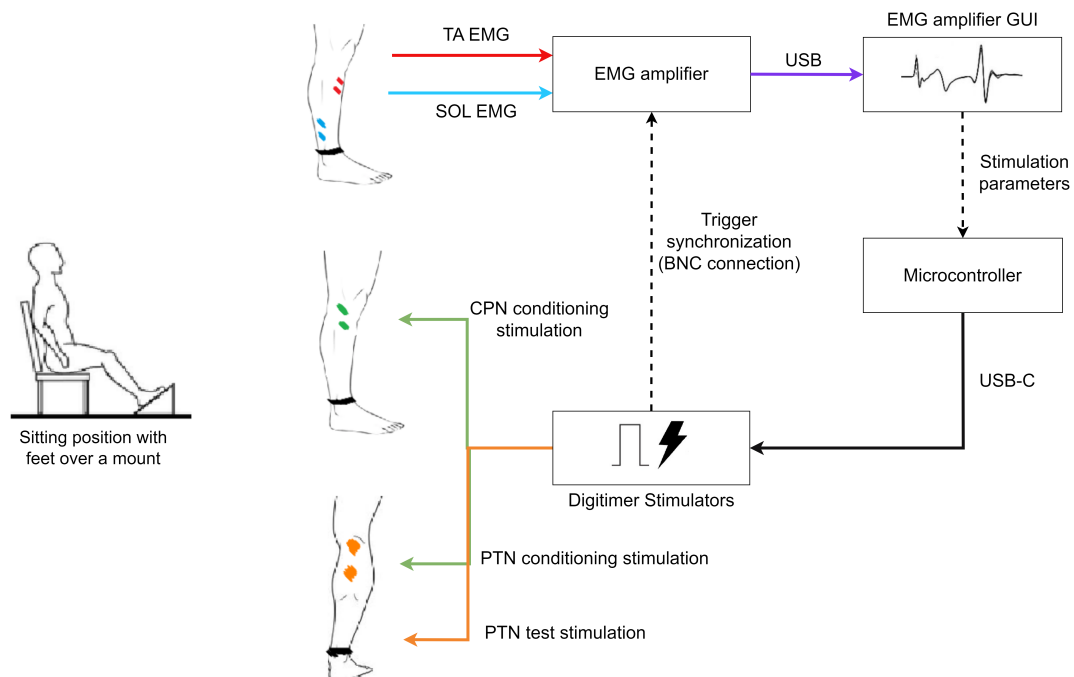 EMG amplifier GUI
TA EMG
EMG amplifier
USB
SOL EMG
Stimulation
parameters
Trigger
synchronization
(BNC connection)
Microcontroller
CPN conditioning
stimulation
USB-C
Sitting position with
feet over a mount
Digitimer Stimulators
PTN conditioning stimulation
PTN test stimulation